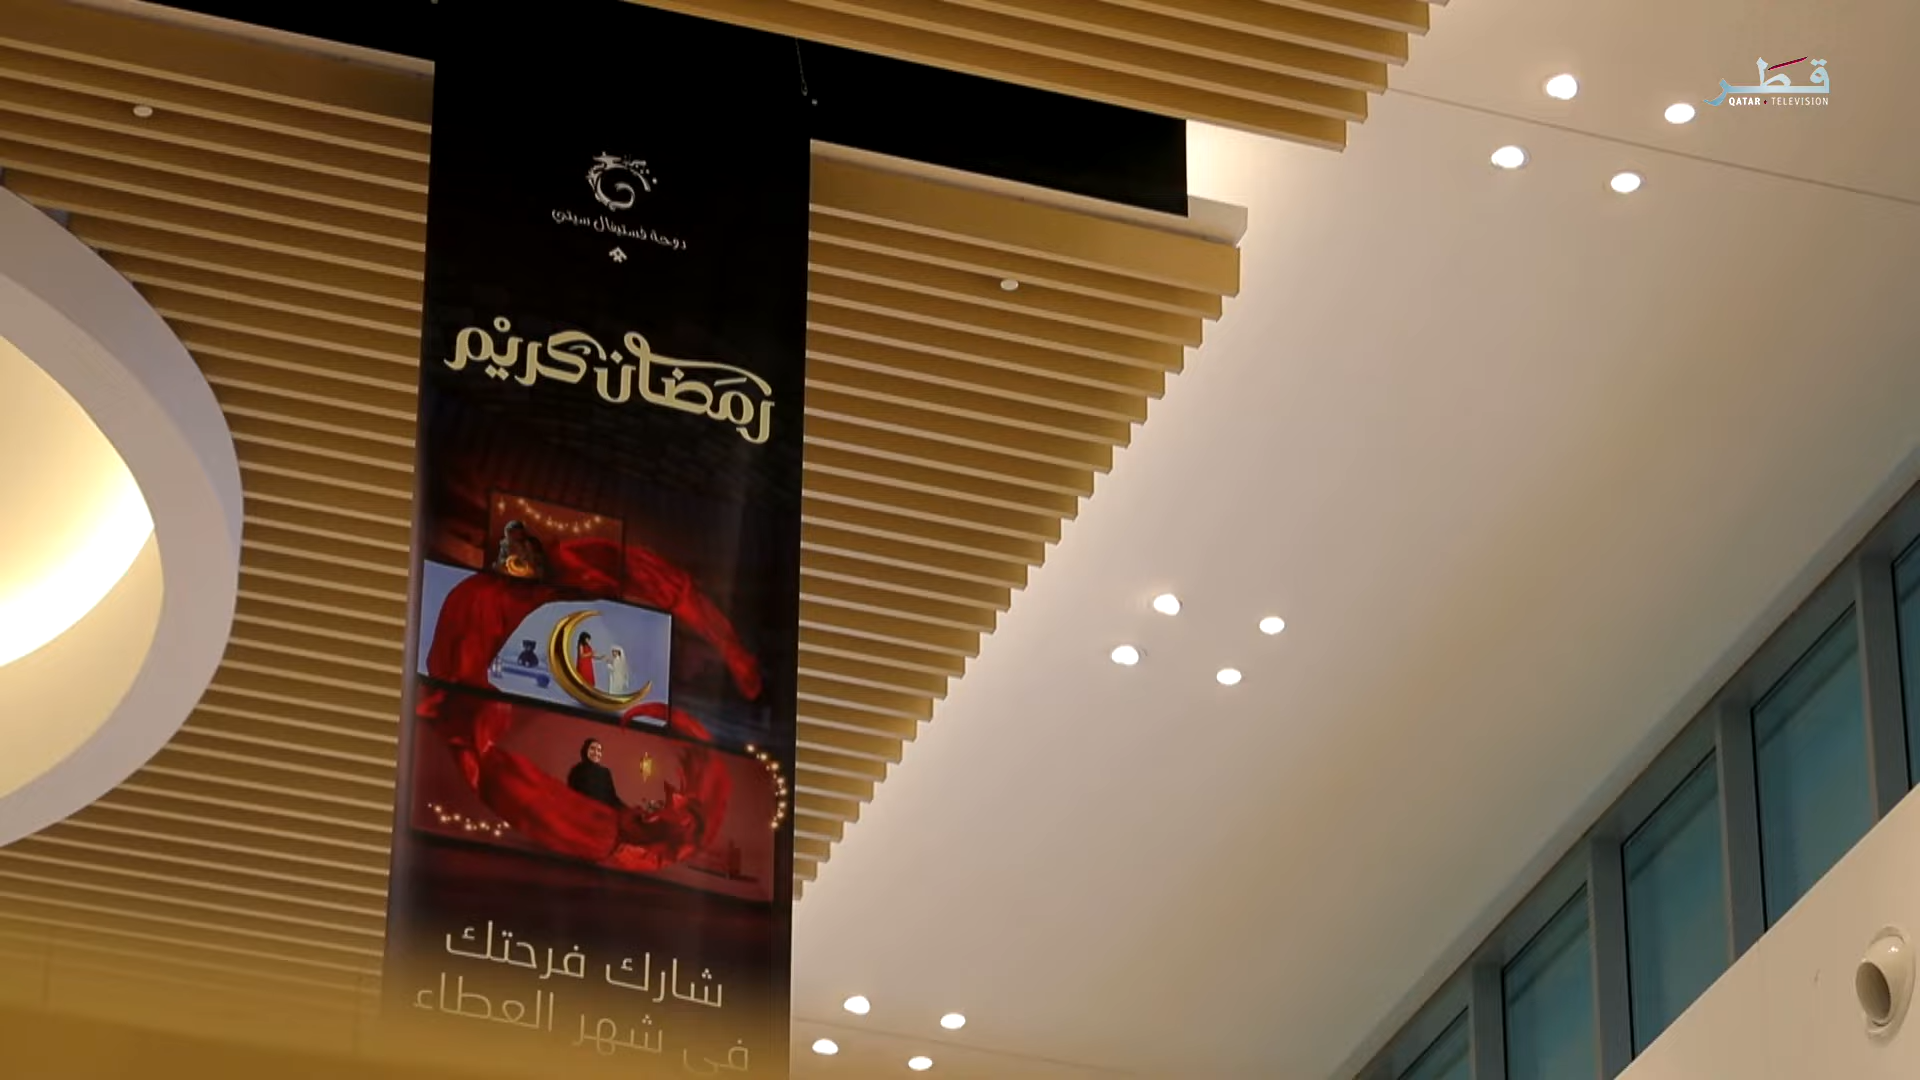 قطر
QATAR TELEVISION
دوحة فستيفال سيتي
رمضان كريم
شارك فرحتك
في شهر العطاء